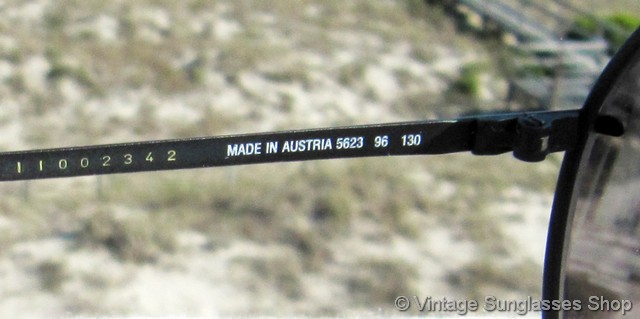 11002342 MADE IN AUSTRIA 5623 96 130
© Vintage Sunglasses Shop